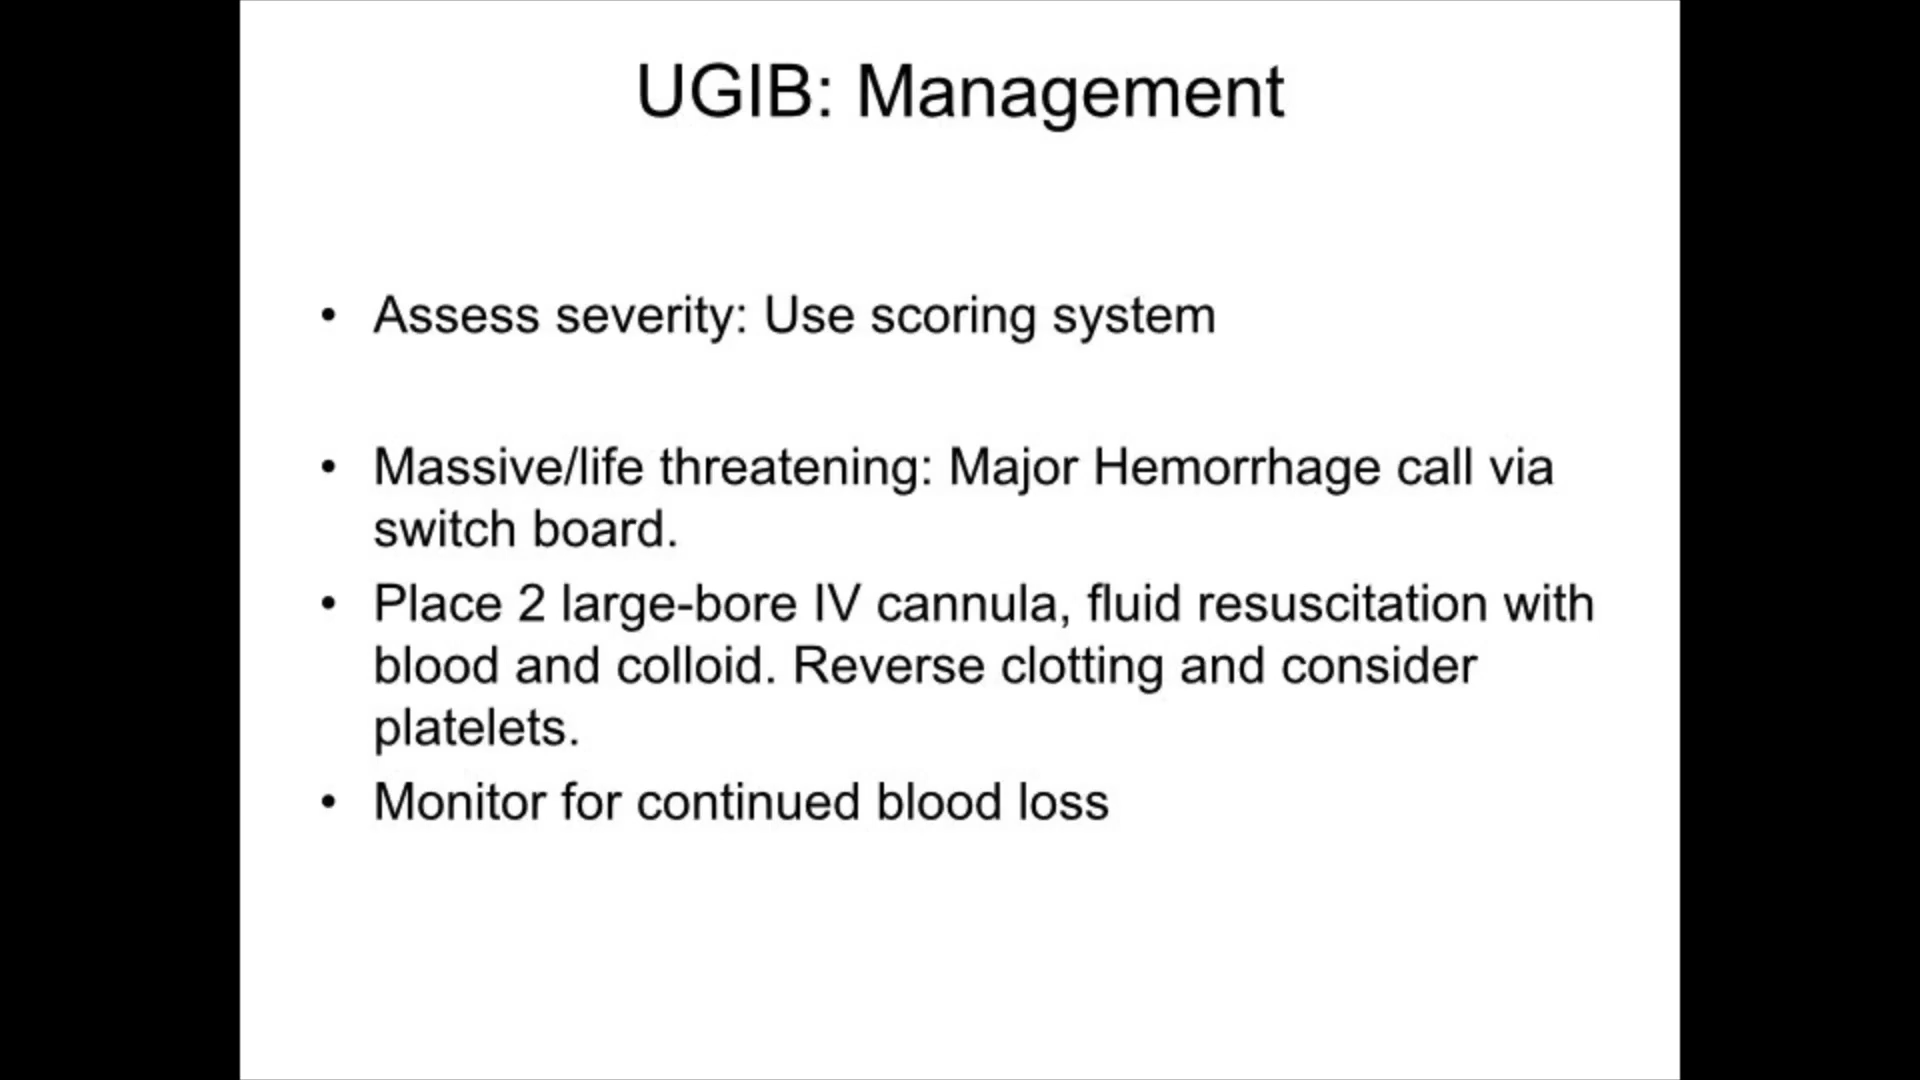 UGIB: Management
• Assess severity: Use scoring system
• Massive/life threatening: Major Hemorrhage call via
switch board.
• Place 2 large-bore IV cannula, fluid resuscitation with
blood and colloid. Reverse clotting and consider
platelets.
• Monitor for continued blood loss